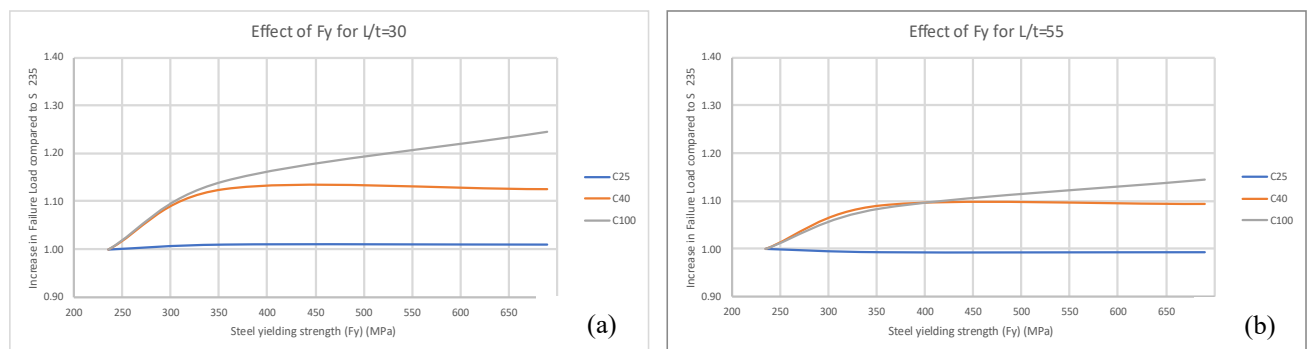 Effect of Fy for L/t=30
Increase in Failure Load compared to S 235
1.40
1.30
1.20
1.10
1.00
0.90
200 250 300 350 400 450 500 550 600 650
Steel yielding strength (Fy) (MPa)
C25
C40
C100
(a)
Effect of Fy for L/t=55
Increase in Failure Load compared to S 235
1.40
1.30
1.20
1.10
1.00
0.90
200 250 300 350 400 450 500 550 600 650
Steel yielding strength (Fy) (MPa)
C25
C40
C100
(b)